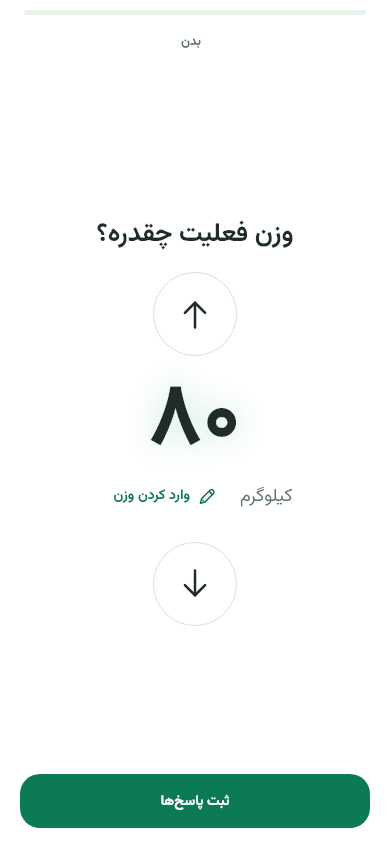 بدن
وزن فعلیت چقدره؟
۸۰
کیلوگرم وارد کردن وزن
ثبت پاسخ‌ها